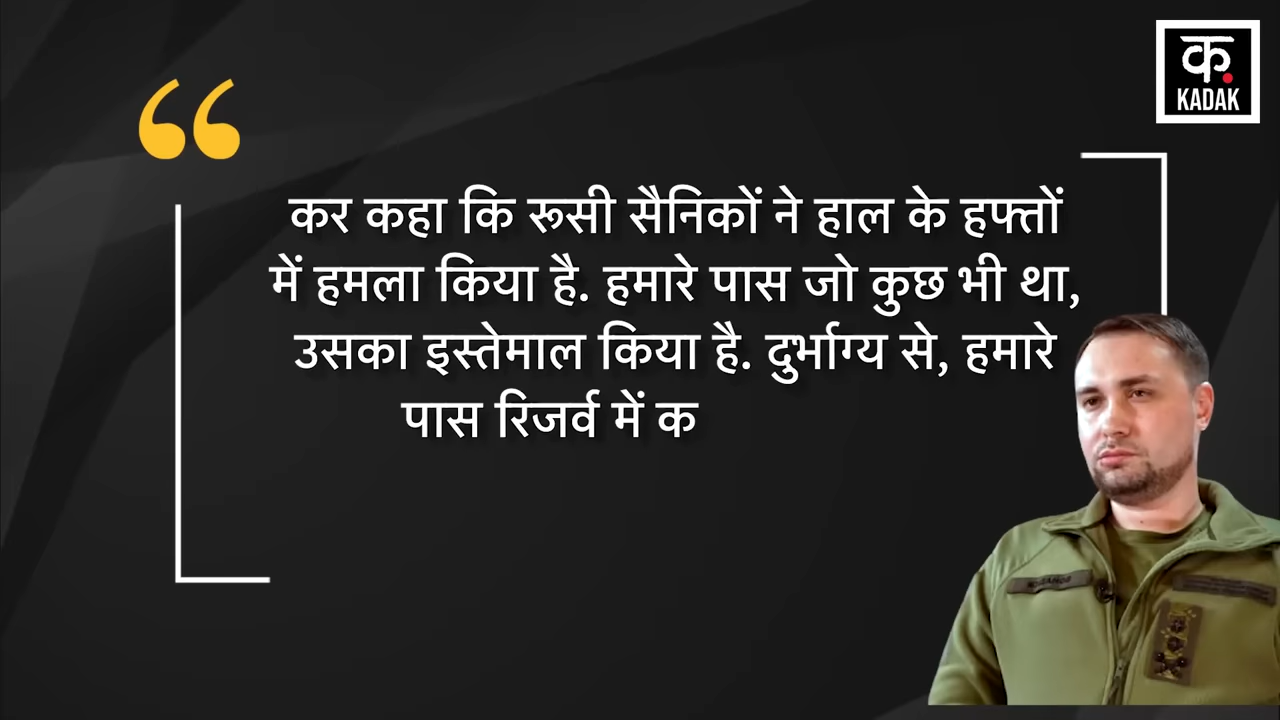 क.
KADAK
कर कहा कि रूसी सैनिकों ने हाल के हफ्तों
में हमला किया है. हमारे पास जो कुछ भी था,
उसका इस्तेमाल किया है. दुर्भाग्य से, हमारे
पास रिजर्व में क